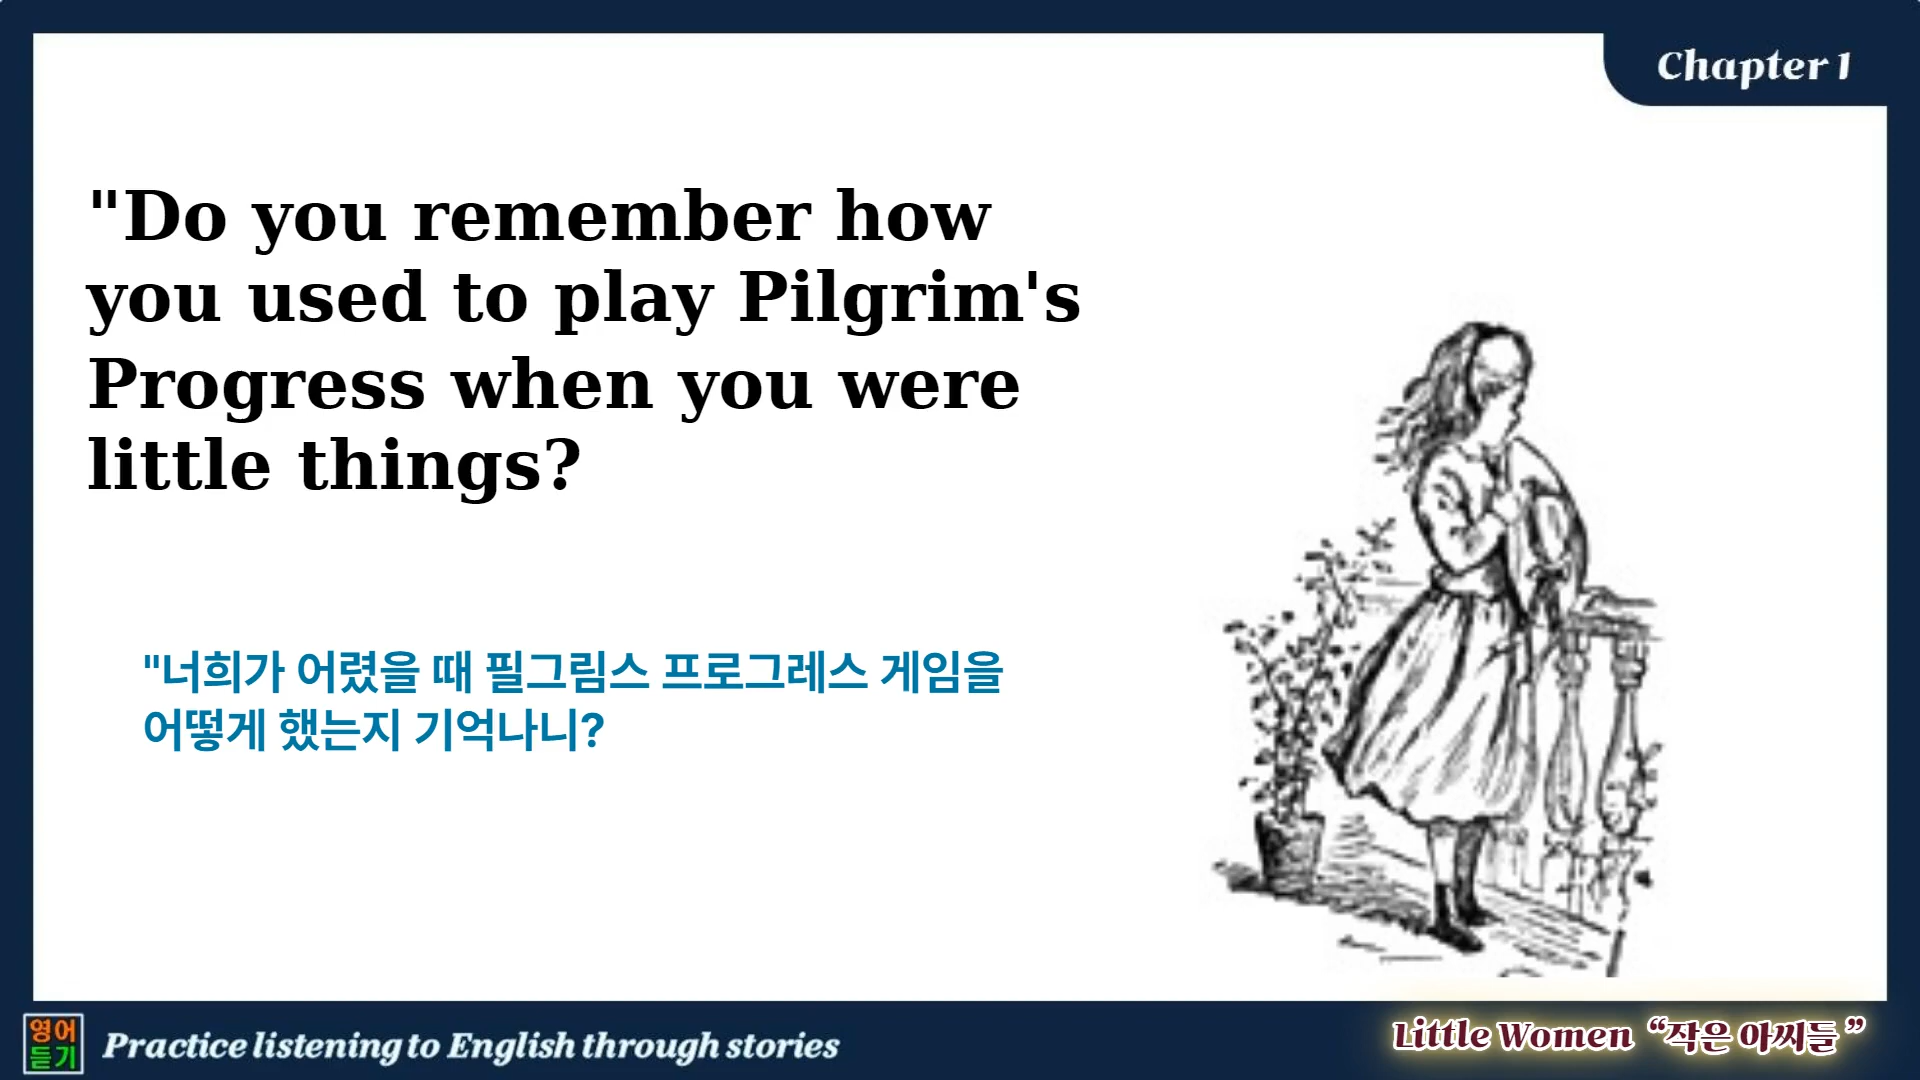 Chapter 1
"Do you remember how
you used to play Pilgrim's
Progress when you were
little things?
"너희가 어렸을 때 필그림스 프로그레스 게임을
어떻게 했는지 기억나니?
영어
듣기
Practice listening to English through stories
Little Women “작은 아씨들”